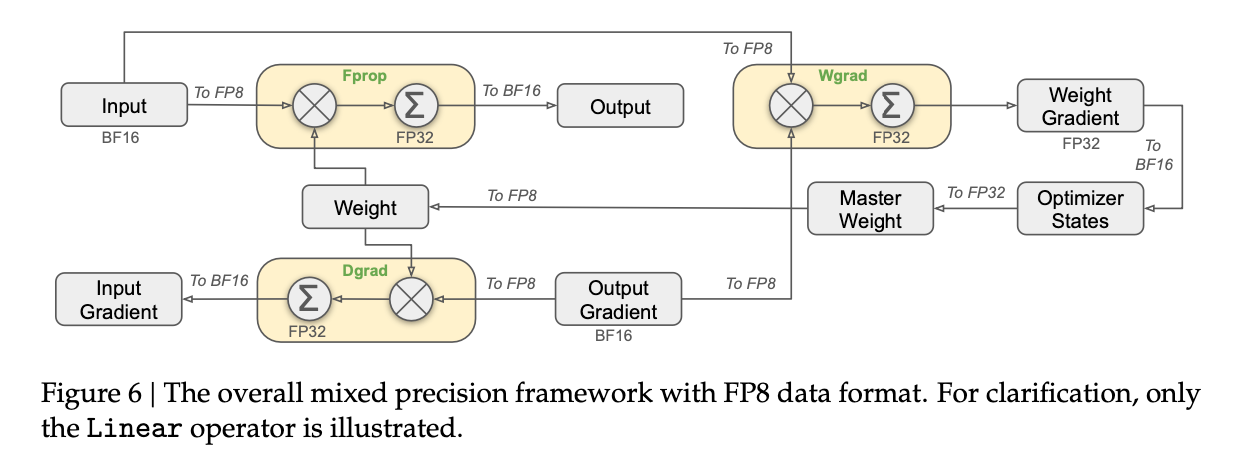 To FP8
Fprop
Wgrad
Input
BF16
To FP8
Σ
FP32
To BF16
Output
Σ
FP32
Weight
Gradient
FP32
To
BF16
Weight
To FP8
Master
Weight
To FP32
Optimizer
States
Dgrad
Input
Gradient
To BF16
Σ
FP32
To FP8
Output
Gradient
BF16
To FP8
Figure 6 | The overall mixed precision framework with FP8 data format. For clarification, only
the Linear operator is illustrated.